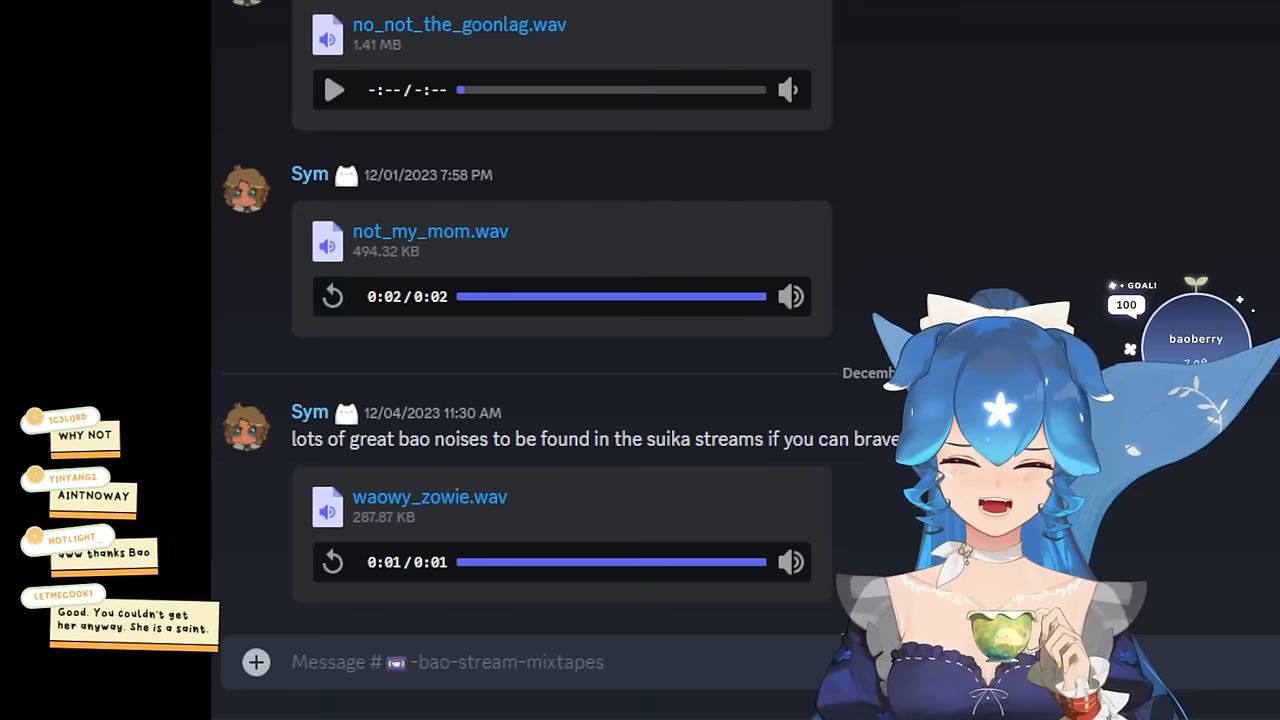 no_not_the_goonlag.wav
1.41 MB
-:--/-:--
Sym 12/01/2023 7:58 PM
not_my_mom.wav
494.32 KB
0:02/0:02
Decemb
Sym 12/04/2023 11:30 AM
lots of great bao noises to be found in the suika streams if you can brave
waowy_zowie.wav
287.87 KB
0:01/0:01
Message # -bao-stream-mixtapes
• GOAL!
100
baoberry
1C3L0RD
WHY NOT
YINYANG2
AINTNOWAY
NOTL1GHT_
aww thanks Bao
LETMECOOK1
Good. You couldn't get
her anyway. She is a saint.